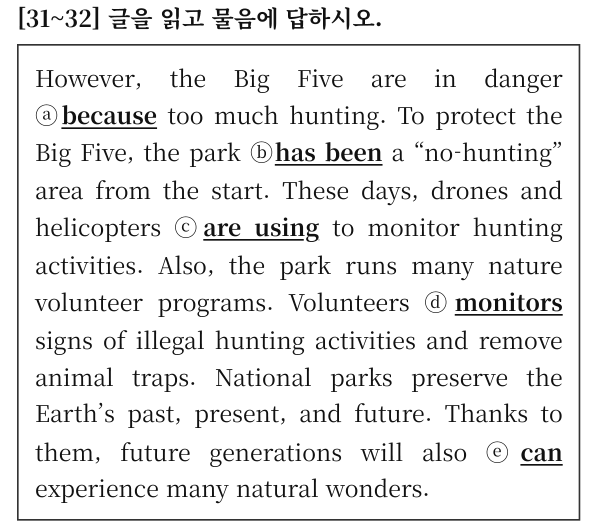 [31~32] 글을 읽고 물음에 답하시오.
However, the Big Five are in danger
ⓐbecause too much hunting. To protect the
Big Five, the park ⓑhas been a “no-hunting”
area from the start. These days, drones and
helicopters ⓒ are using to monitor hunting
activities. Also, the park runs many nature
volunteer programs. Volunteers ⓓ monitors
signs of illegal hunting activities and remove
animal traps. National parks preserve the
Earth’s past, present, and future. Thanks to
them, future generations will also ⓔ can
experience many natural wonders.